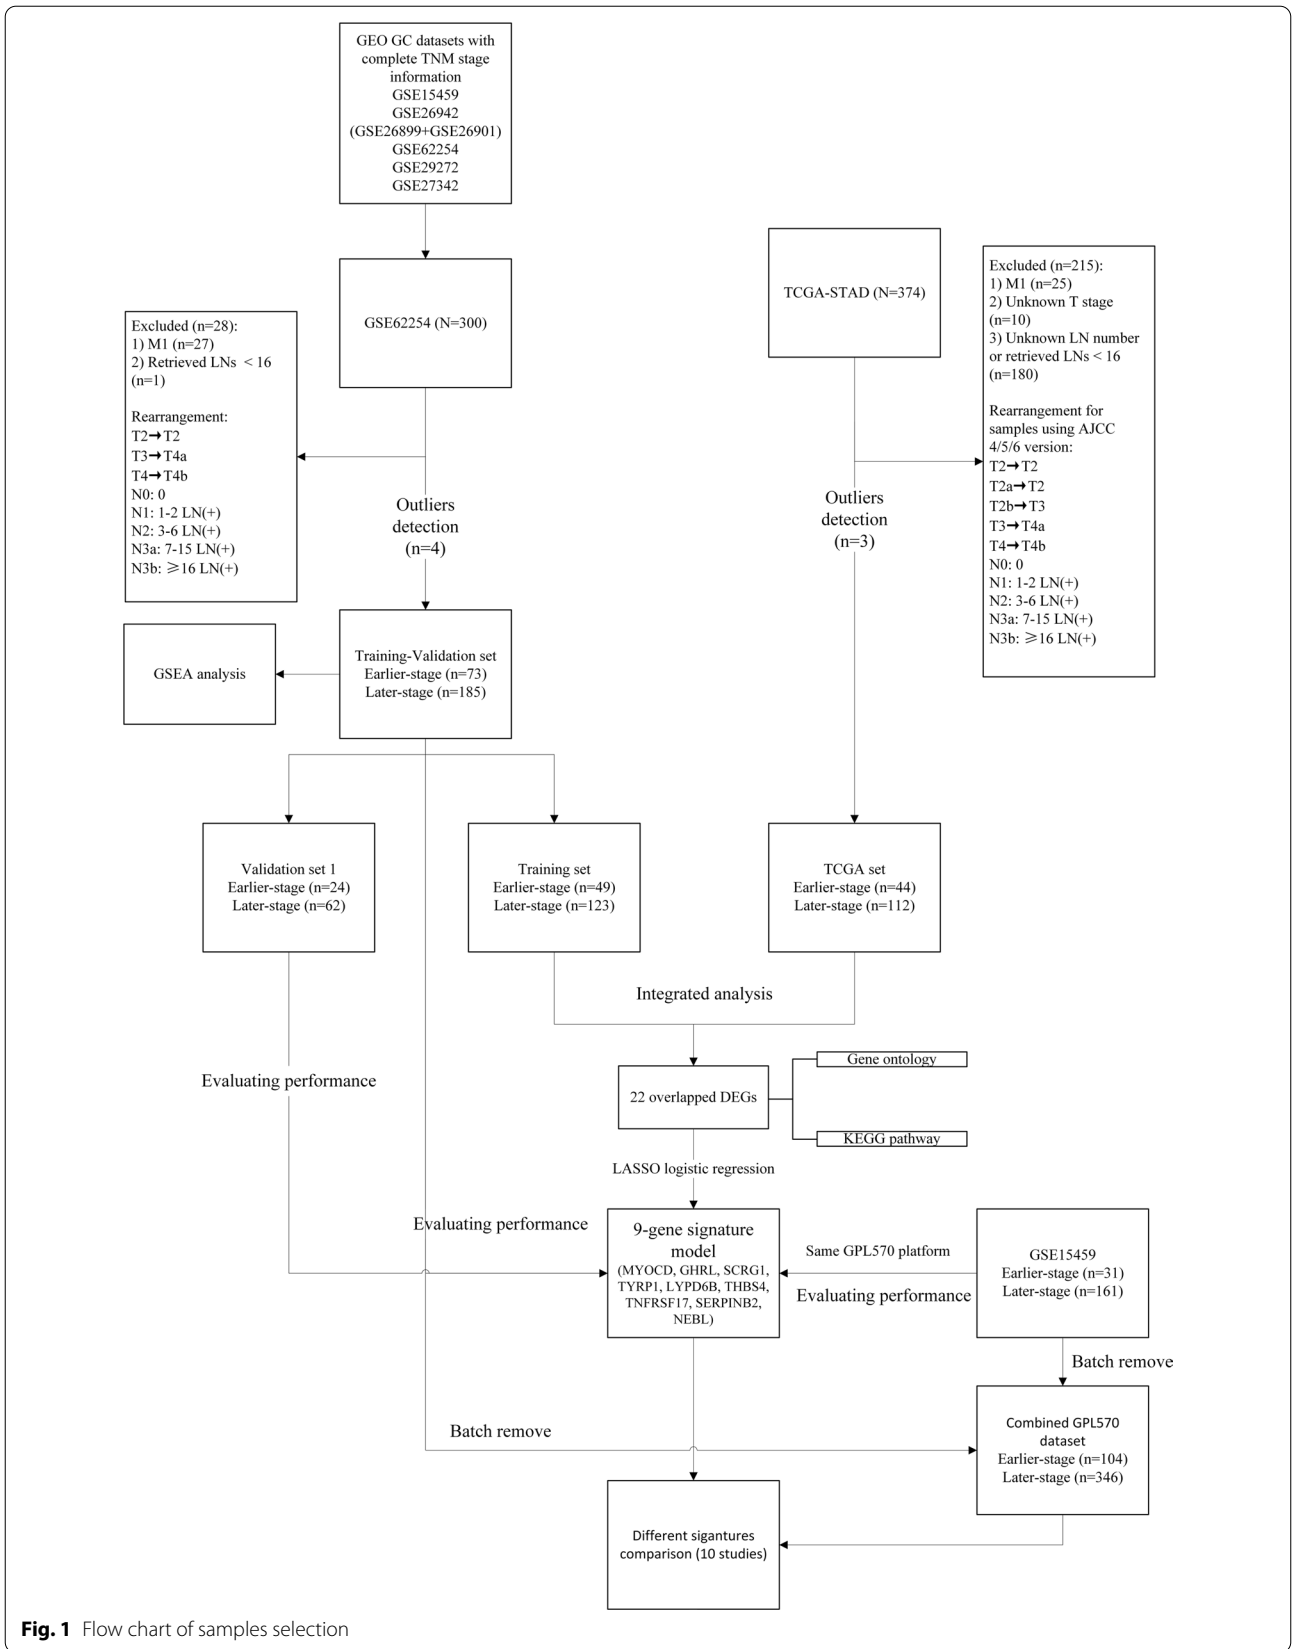 GEO GC datasets with
complete TNM stage
information
GSE15459
GSE26942
(GSE26899+GSE26901)
GSE62254
GSE29272
GSE27342
GSE62254 (N=300)
TCGA-STAD (N=374)
Excluded (n=28):
1) M1 (n=27)
2) Retrieved LNs < 16
(n=1)
Rearrangement:
T2→T2
T3→T4a
T4→T4b
N0: 0
N1: 1-2 LN(+)
N2: 3-6 LN(+)
N3a: 7-15 LN(+)
N3b: ≥16 LN(+)
Excluded (n=215):
1) M1 (n=25)
2) Unknown T stage
(n=10)
3) Unknown LN number
or retrieved LNs < 16
(n=180)
Rearrangement for
samples using AJCC
4/5/6 version:
T2→T2
T2a→T2
T2b→T3
T3→T4a
T4→T4b
N0: 0
N1: 1-2 LN(+)
N2: 3-6 LN(+)
N3a: 7-15 LN(+)
N3b: ≥16 LN(+)
Outliers
detection
(n=4)
Outliers
detection
(n=3)
GSEA analysis
Training-Validation set
Earlier-stage (n=73)
Later-stage (n=185)
Validation set 1
Earlier-stage (n=24)
Later-stage (n=62)
Training set
Earlier-stage (n=49)
Later-stage (n=123)
TCGA set
Earlier-stage (n=44)
Later-stage (n=112)
Integrated analysis
Evaluating performance
22 overlapped DEGs
Gene ontology
KEGG pathway
LASSO logistic regression
Evaluating performance
9-gene signature
model
(MYOCD, GHRL, SCRG1,
TYRP1, LYPD6B, THBS4,
TNFRSF17, SERPINB2,
NEBL)
Same GPL570 platform
Evaluating performance
GSE15459
Earlier-stage (n=31)
Later-stage (n=161)
Batch remove
Batch remove
Combined GPL570
dataset
Earlier-stage (n=104)
Later-stage (n=346)
Different sigantures
comparison (10 studies)
Fig. 1 Flow chart of samples selection